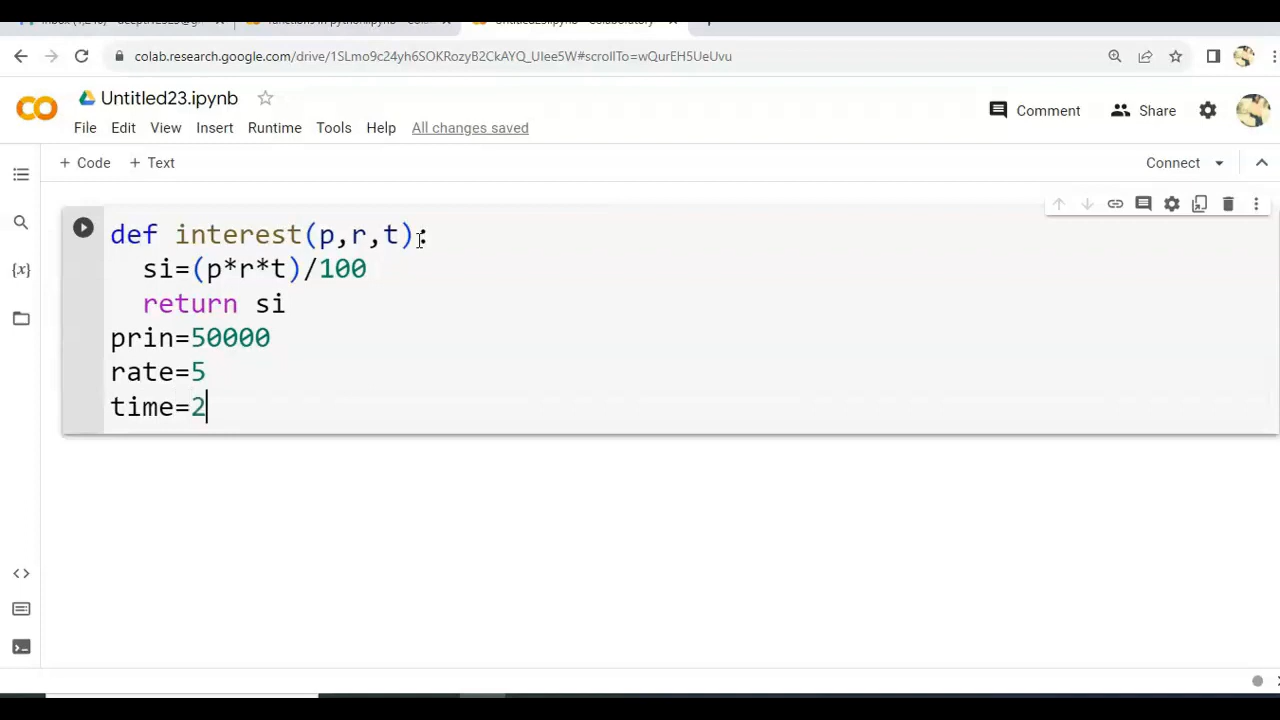 colab.research.google.com/drive/1SLmo9c24yh6SOKRozyB2CkAYQ_UIee5W#scrollTo=wQurEH5UeUvu
Untitled23.ipynb
File Edit View Insert Runtime Tools Help All changes saved
Comment Share
+ Code + Text
Connect
{x}
def interest(p,r,t):
si=(p*r*t)/100
return si
prin=50000
rate=5
time=2